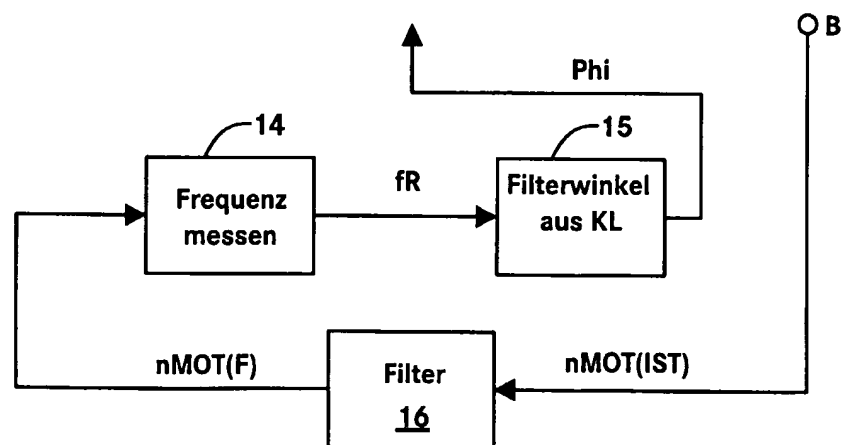 B
Phi
14
15
Frequenz
messen
fR
Filterwinkel
aus KL
nMOT(F)
Filter
16
nMOT(IST)